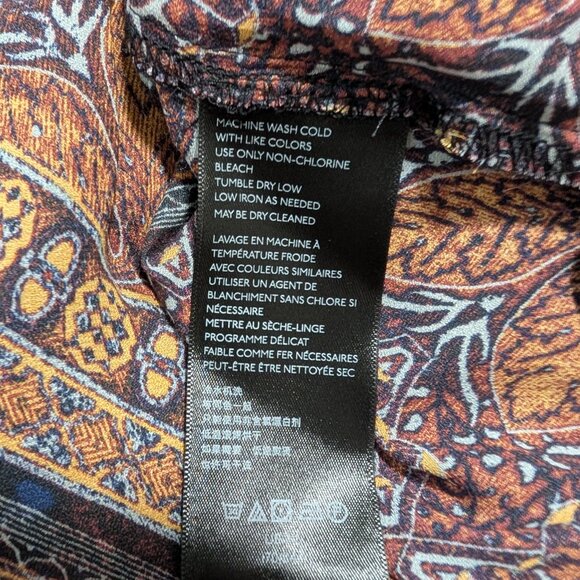 MACHINE WASH COLD
WITH LIKE COLORS
USE ONLY NON-CHLORINE
BLEACH
TUMBLE DRY LOW
LOW IRON AS NEEDED
MAY BE DRY CLEANED
LAVAGE EN MACHINE À
TEMPÉRATURE FROIDE
AVEC COULEURS SIMILAIRES
UTILISER UN AGENT DE
BLANCHIMENT SANS CHLORE SI
NÉCESSAIRE
METTRE AU SÈCHE-LINGE
PROGRAMME DÉLICAT
FAIBLE COMME FER NÉCESSAIRES
PEUT-ÊTRE ÊTRE NETTOYÉE SEC